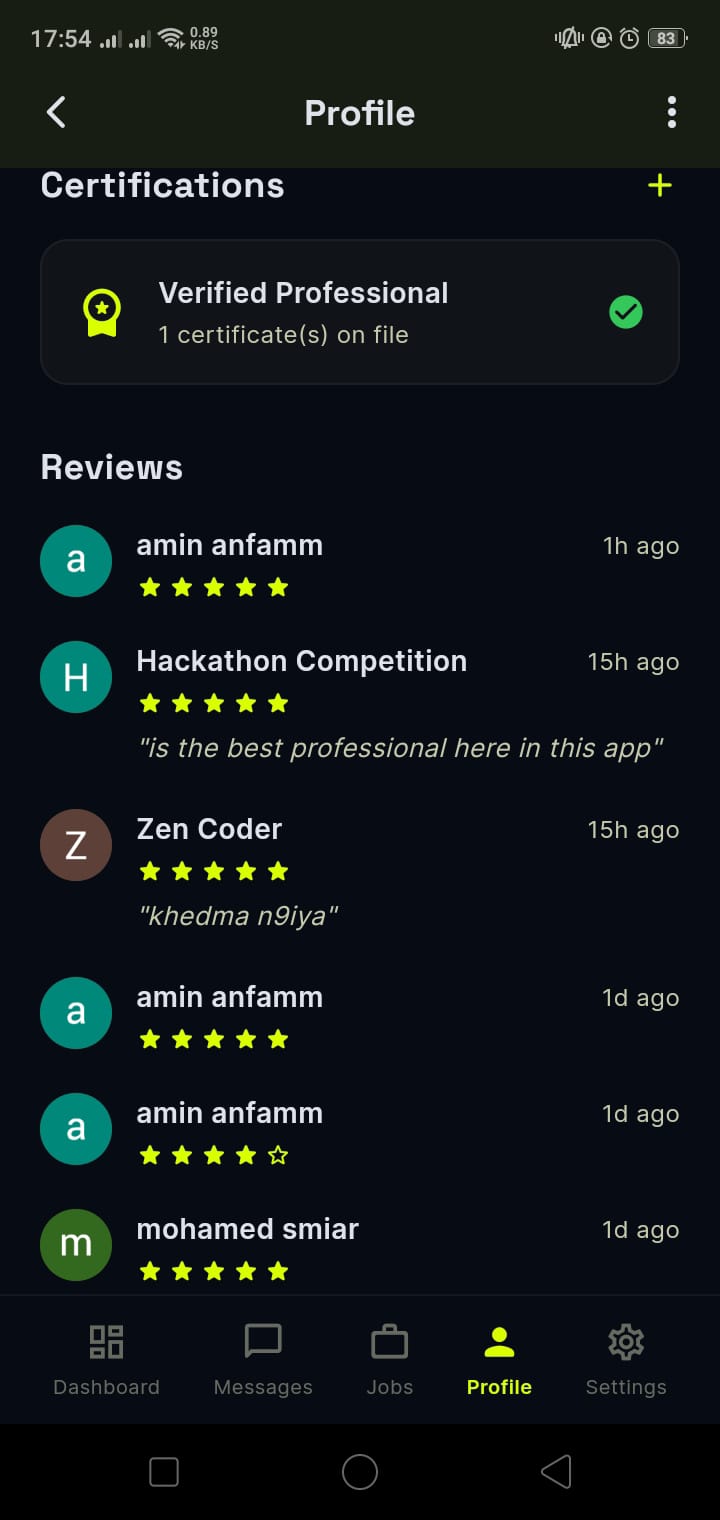 17:54 0.89 KB/S 83
Profile
Certifications +
Verified Professional
1 certificate(s) on file
Reviews
a amin anfamm 1h ago
H Hackathon Competition 15h ago
"is the best professional here in this app"
Z Zen Coder 15h ago
"khedma n9iya"
a amin anfamm 1d ago
a amin anfamm 1d ago
m mohamed smiar 1d ago
Dashboard Messages Jobs Profile Settings